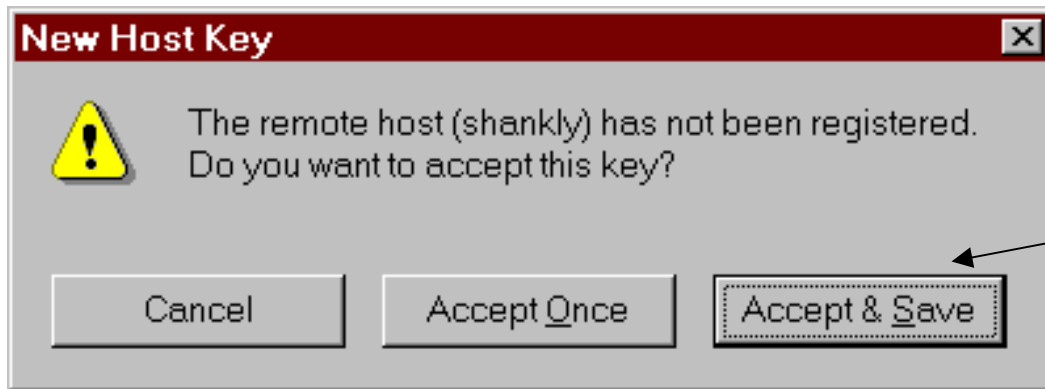 New Host Key
The remote host (shankly) has not been registered.
Do you want to accept this key?
Cancel
Accept Once
Accept & Save